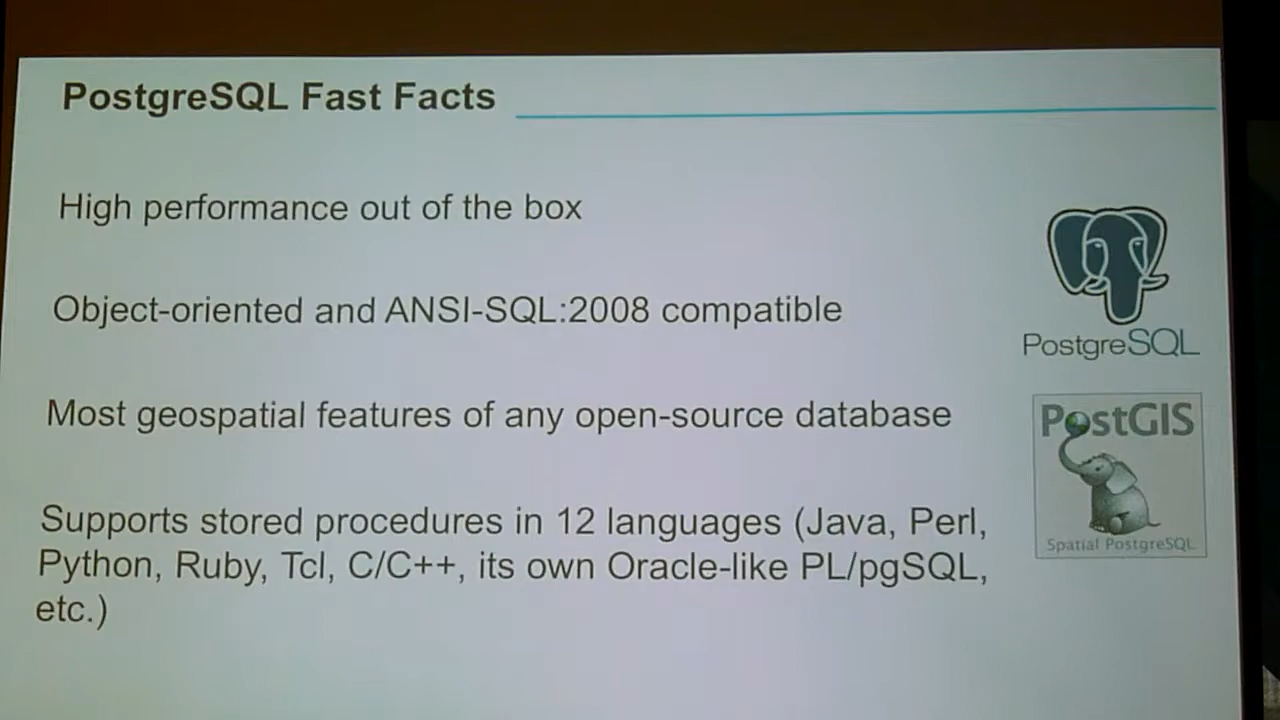 PostgreSQL Fast Facts
High performance out of the box
Object-oriented and ANSI-SQL:2008 compatible
PostgreSQL
Most geospatial features of any open-source database
PostGIS
Spatial PostgreSQL
Supports stored procedures in 12 languages (Java, Perl,
Python, Ruby, Tcl, C/C++, its own Oracle-like PL/pgSQL,
etc.)